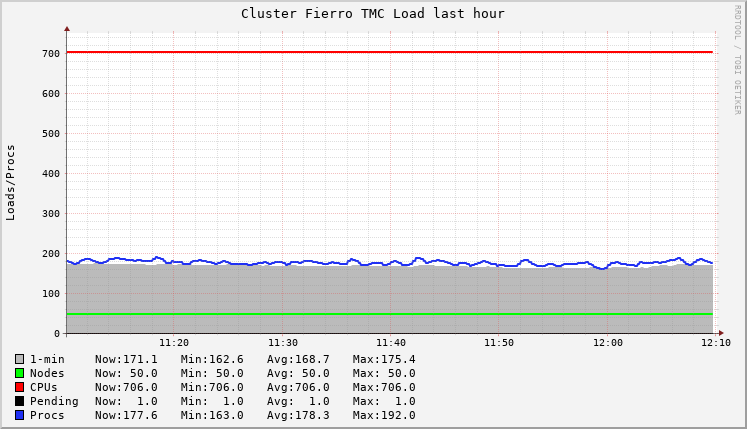 Cluster Fierro TMC Load last hour
RRDTOOL / TOBI OETIKER
Loads/Procs
700
600
500
400
300
200
100
0
11:20 11:30 11:40 11:50 12:00 12:10
1-min Now:171.1 Min:162.6 Avg:168.7 Max:175.4
Nodes Now: 50.0 Min: 50.0 Avg: 50.0 Max: 50.0
CPUs Now:706.0 Min:706.0 Avg:706.0 Max:706.0
Pending Now: 1.0 Min: 1.0 Avg: 1.0 Max: 1.0
Procs Now:177.6 Min:163.0 Avg:178.3 Max:192.0